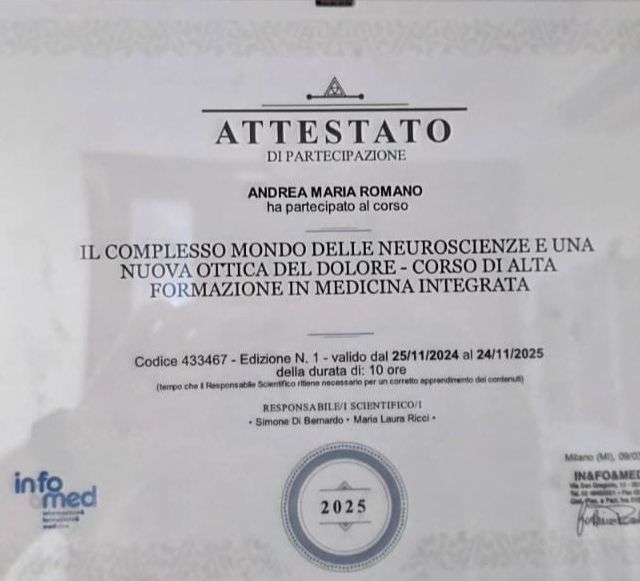 ATTESTATO
DI PARTECIPAZIONE
ANDREA MARIA ROMANO
ha partecipato al corso
IL COMPLESSO MONDO DELLE NEUROSCIENZE E UNA
NUOVA OTTICA DEL DOLORE - CORSO DI ALTA
FORMAZIONE IN MEDICINA INTEGRATA
Codice 433467 - Edizione N. 1 - valido dal 25/11/2024 al 24/11/2025
della durata di: 10 ore
(tempo che il Responsabile Scientifico ritiene necessario per un corretto apprendimento dei contenuti)
RESPONSABILE/I SCIENTIFICO/I
• Simone Di Bernardo • Maria Laura Ricci •
Milano (MI), 09/0
IN&FO&MED
info
med
2025